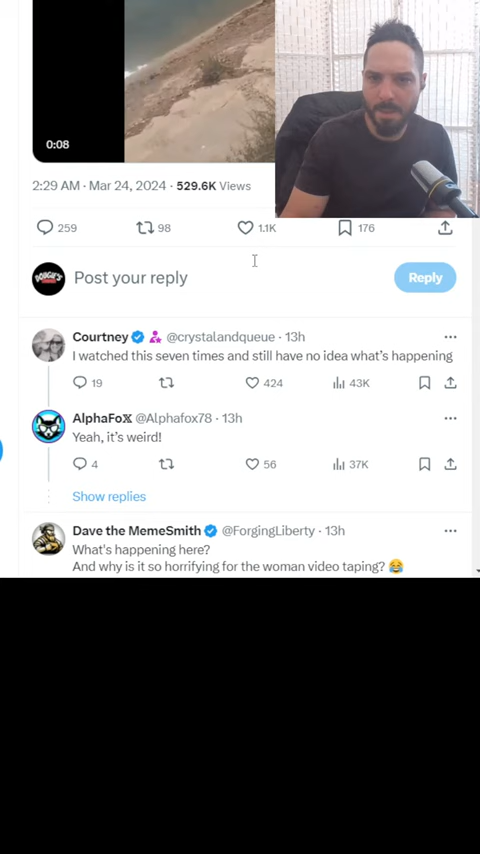 0:08
2:29 AM · Mar 24, 2024 · 529.6K Views
259 98 1.1K 176
DOUGIE'S
Post your reply
Reply
Courtney @crystalandqueue · 13h
I watched this seven times and still have no idea what’s happening
19 424 43K
AlphaFo𝕏 @Alphafox78 · 13h
Yeah, it’s weird!
4 56 37K
Show replies
Dave the MemeSmith @ForgingLiberty · 13h
What's happening here?
And why is it so horrifying for the woman video taping? 😂